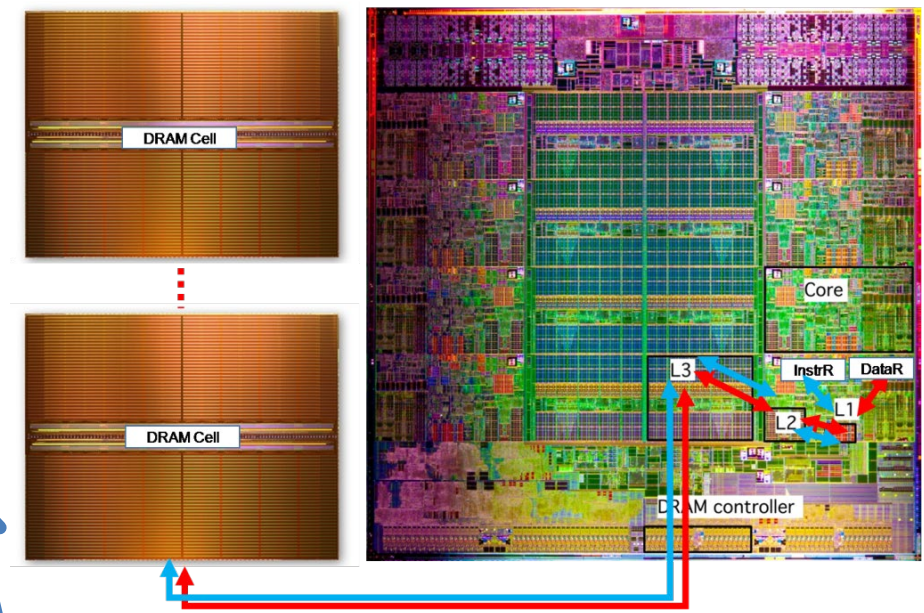 DRAM Cell
DRAM Cell
Core
InstrR DataR
L3
L1
L2
DRAM controller